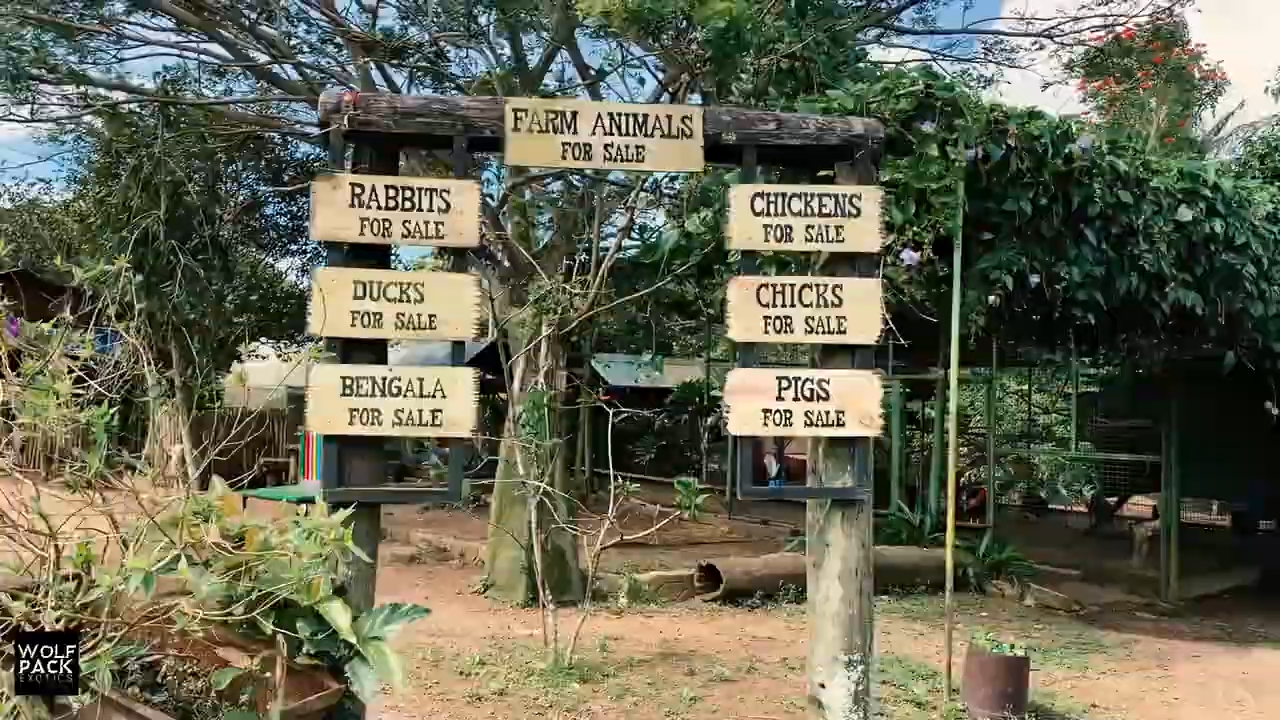 FARM ANIMALS
FOR SALE
RABBITS
FOR SALE
DUCKS
FOR SALE
BENGALA
FOR SALE
CHICKENS
FOR SALE
CHICKS
FOR SALE
PIGS
FOR SALE
WOLF
PACK
EXOTICS